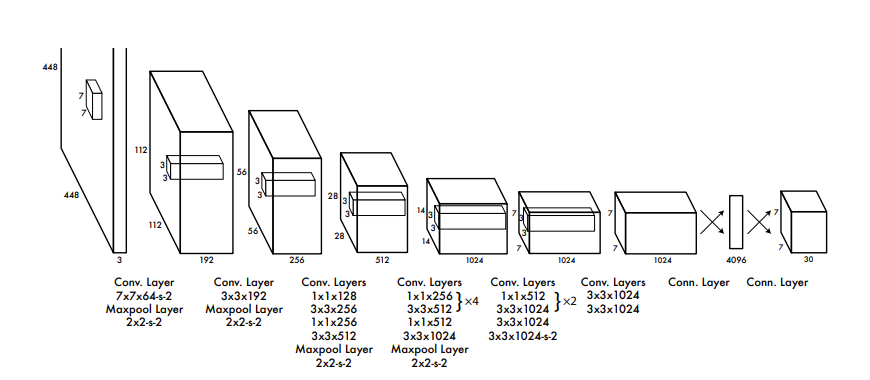 448
7
7
448
3
112
3
3
112
192
56
3
3
56
256
28
3
3
28
512
14
3
3
14
1024
7
3
3
7
1024
7
7
1024
4096
7
7
30
Conv. Layer
7x7x64-s-2
Maxpool Layer
2x2-s-2
Conv. Layer
3x3x192
Maxpool Layer
2x2-s-2
Conv. Layers
1x1x128
3x3x256
1x1x256
3x3x512
Maxpool Layer
2x2-s-2
Conv. Layers
1x1x256
3x3x512
}×4
1x1x512
3x3x1024
Maxpool Layer
2x2-s-2
Conv. Layers
1x1x512
3x3x1024
}×2
3x3x1024
3x3x1024-s-2
Conv. Layers
3x3x1024
3x3x1024
Conn. Layer
Conn. Layer